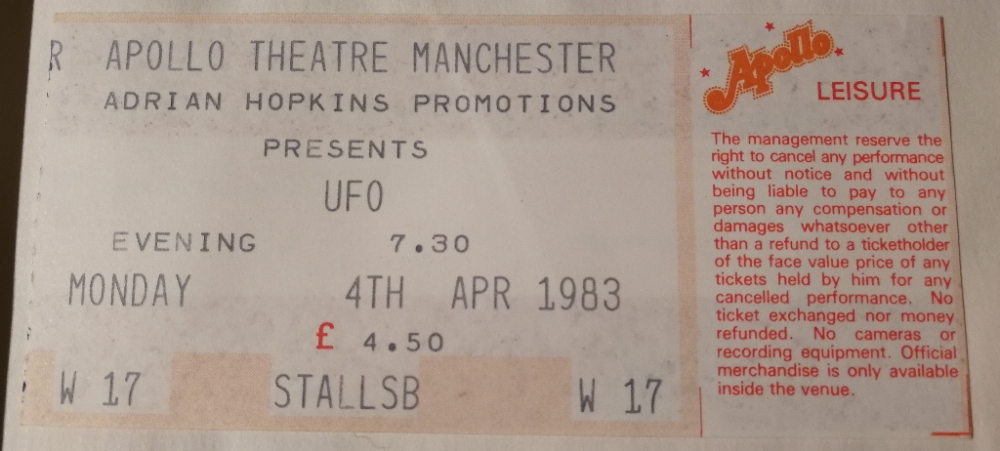 R APOLLO THEATRE MANCHESTER
ADRIAN HOPKINS PROMOTIONS
PRESENTS
UFO
EVENING 7.30
MONDAY 4TH APR 1983
£ 4.50
W 17 STALLSB W 17
Apollo
LEISURE
The management reserve the
right to cancel any performance
without notice and without
being liable to pay to any
person any compensation or
damages whatsoever other
than a refund to a ticketholder
of the face value price of any
tickets held by him for any
cancelled performance. No
ticket exchanged nor money
refunded. No cameras or
recording equipment. Official
merchandise is only available
inside the venue.